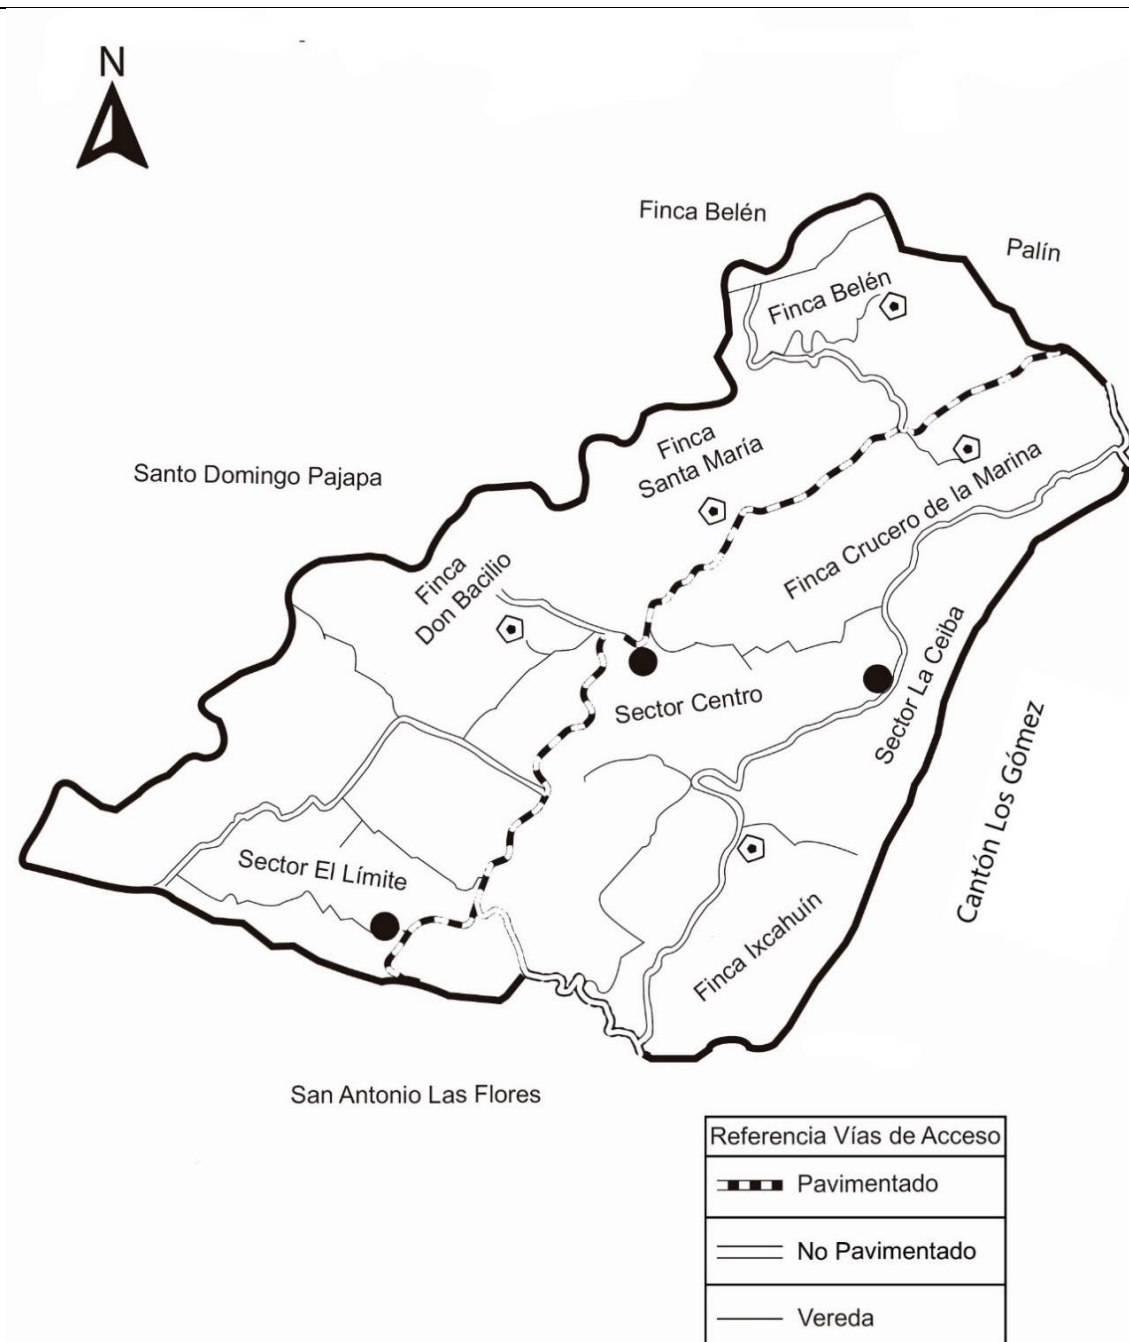 N
Finca Belén
Palín
Finca Belén
Finca
Santa María
Santo Domingo Pajapa
Finca Crucero de la Marina
Finca
Don Bacilio
Sector La Ceiba
Sector Centro
Cantón Los Gómez
Sector El Límite
Finca Ixcahuín
San Antonio Las Flores
Referencia Vías de Acceso
Pavimentado
No Pavimentado
Vereda